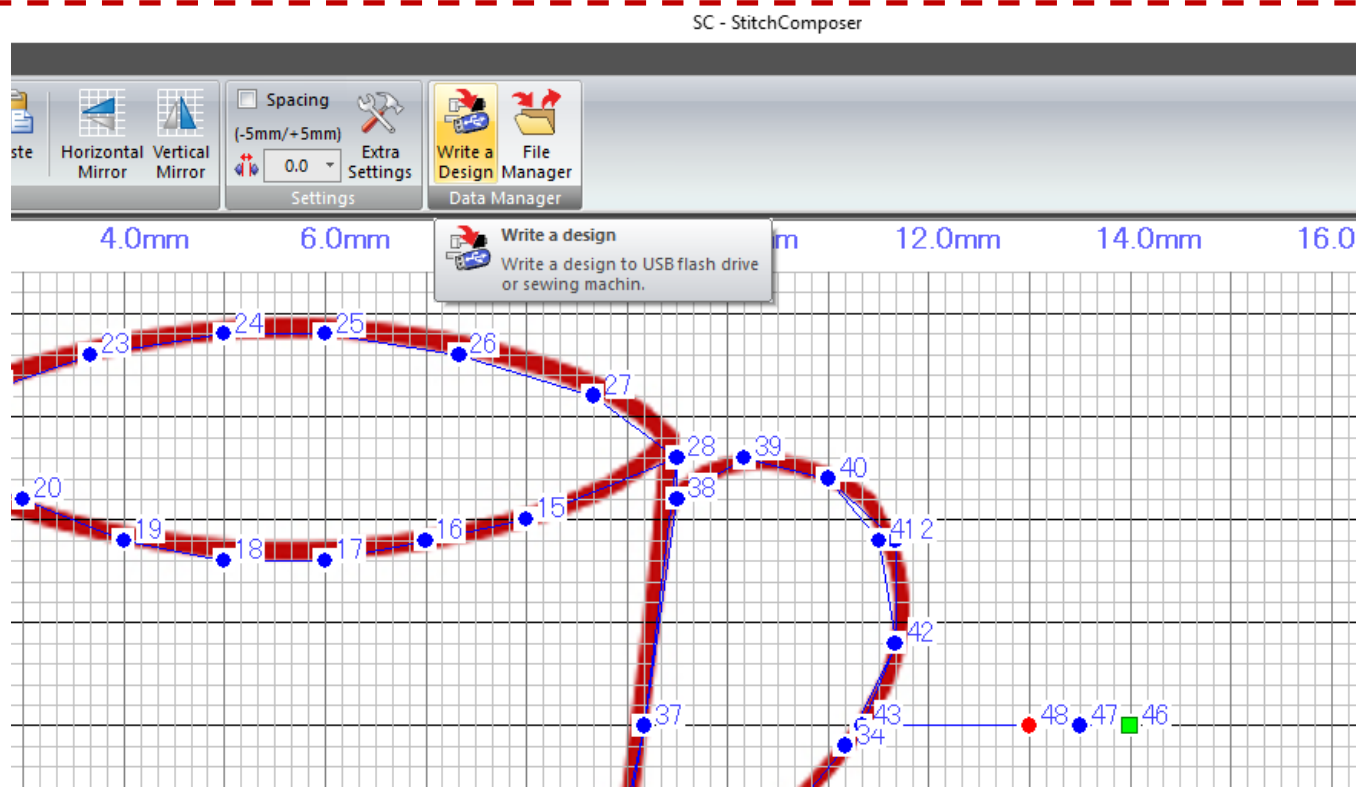 SC - StitchComposer
ste
Horizontal
Mirror
Vertical
Mirror
Spacing
(-5mm/+5mm)
0.0
Extra
Settings
Settings
Write a
Design
File
Manager
Data Manager
4.0mm
6.0mm
m
12.0mm
14.0mm
16.0
Write a design
Write a design to USB flash drive
or sewing machin.
23
24
25
26
27
28
39
40
38
20
19
18
17
16
15
412
42
37
43
34
48
47
46